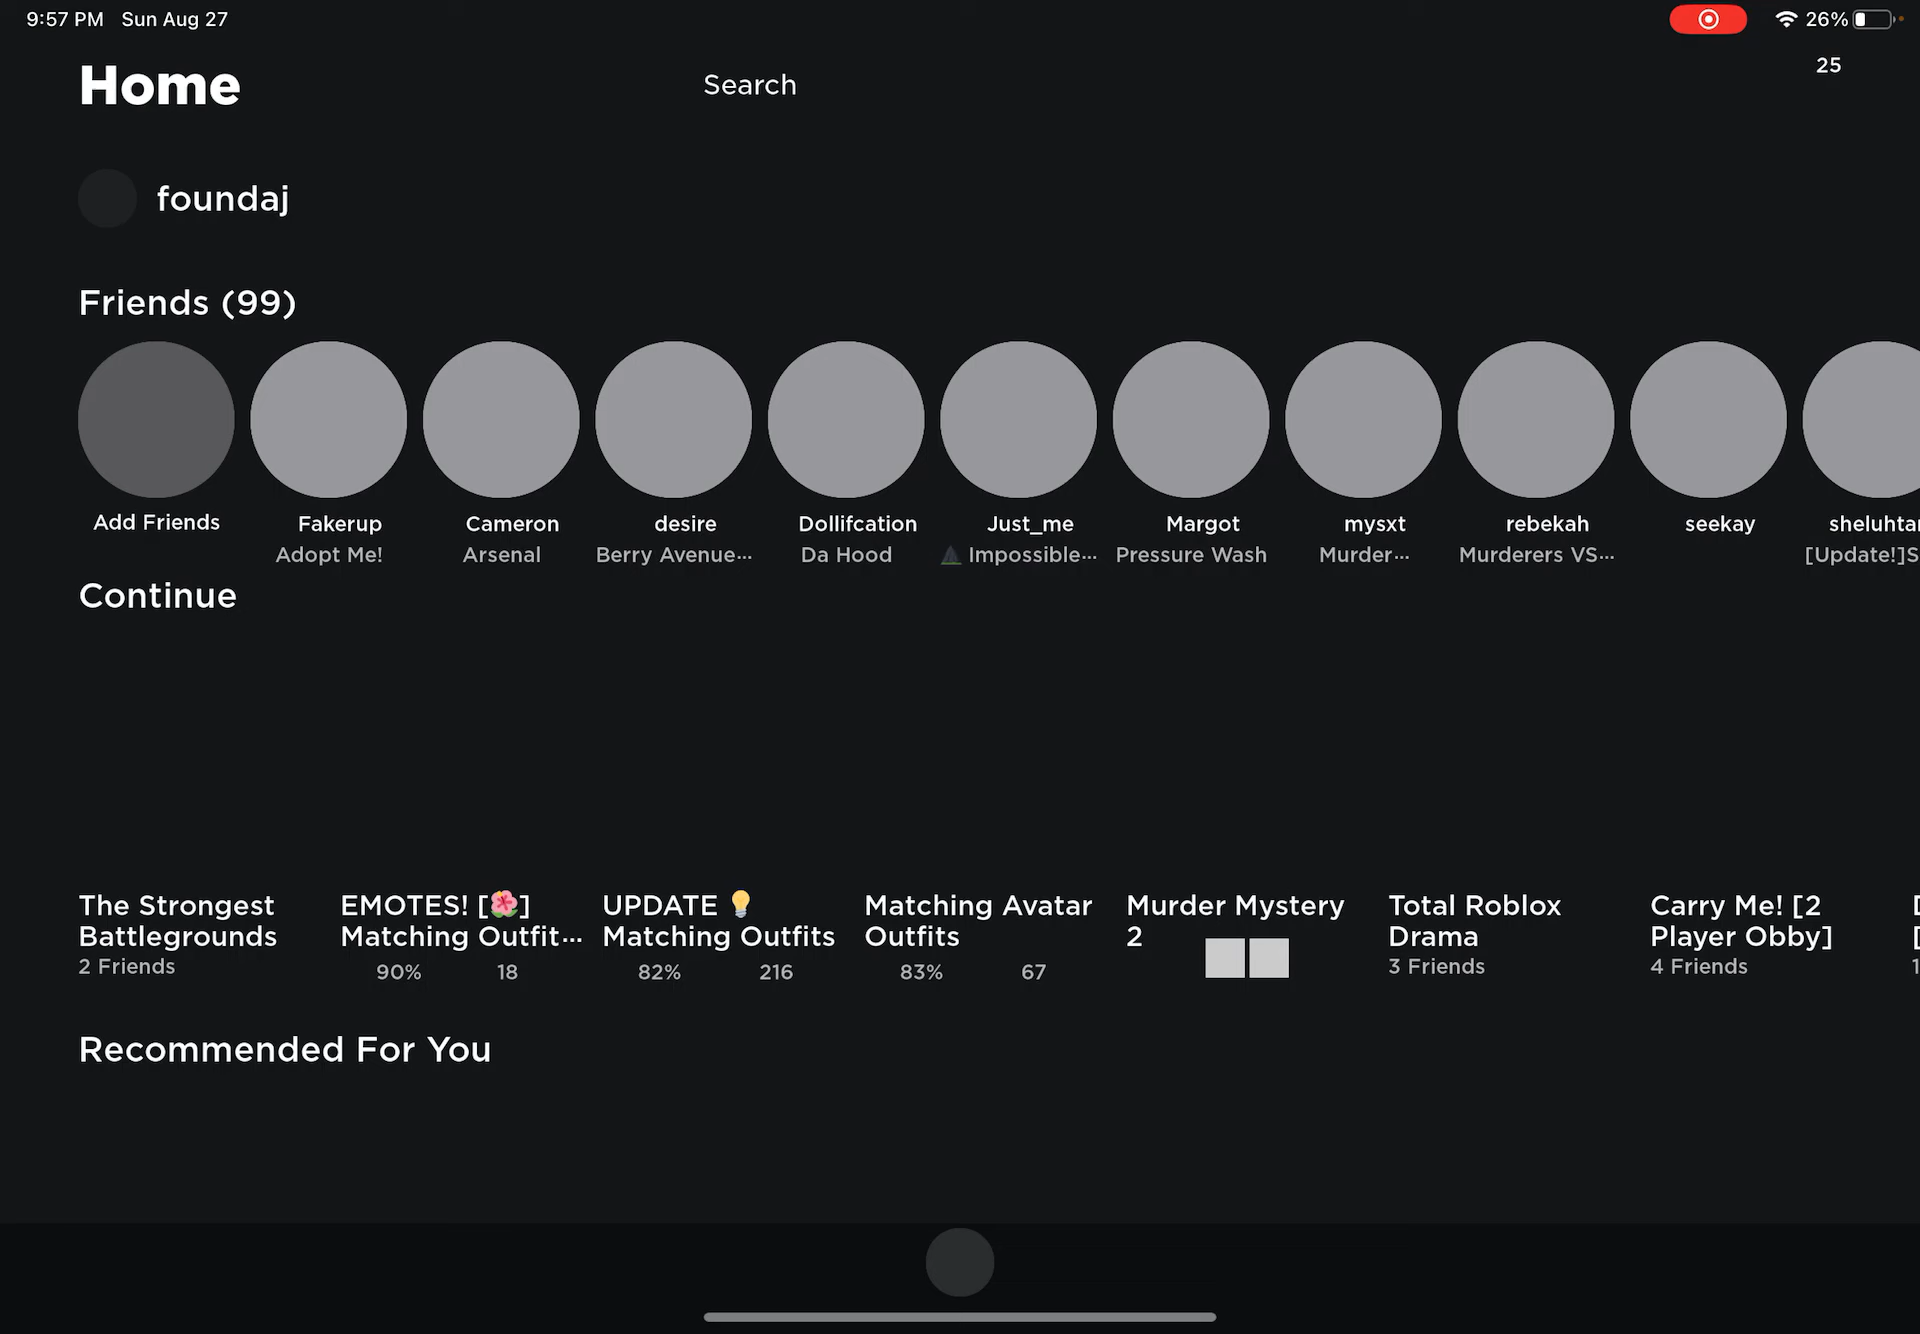 9:57 PM Sun Aug 27
26%
25
Home
Search
foundaj
Friends (99)
Add Friends
Fakerup
Adopt Me!
Cameron
Arsenal
desire
Berry Avenue...
Dollifcation
Da Hood
Just_me
Impossible...
Margot
Pressure Wash
mysxt
Murder...
rebekah
Murderers VS...
seekay
sheluhta
[Update!]S
Continue
The Strongest
Battlegrounds
2 Friends
EMOTES! [🌺]
Matching Outfit...
90% 18
UPDATE 💡
Matching Outfits
82% 216
Matching Avatar
Outfits
83% 67
Murder Mystery
2
Total Roblox
Drama
3 Friends
Carry Me! [2
Player Obby]
4 Friends
Recommended For You